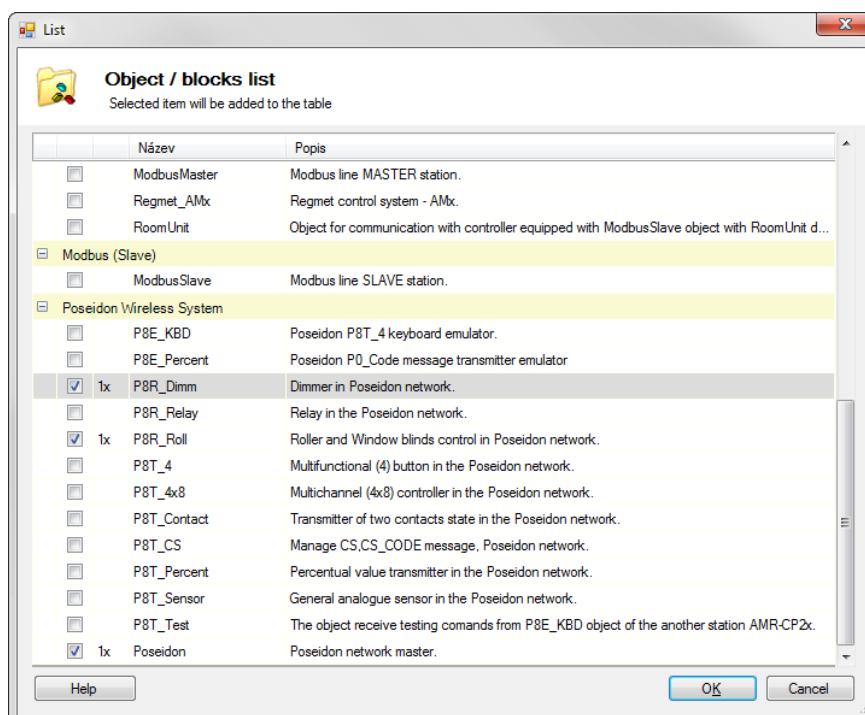 List
Object / blocks list
Selected item will be added to the table
Název Popis
ModbusMaster Modbus line MASTER station.
Regmet_AMx Regmet control system - AMx.
RoomUnit Object for communication with controller equipped with ModbusSlave object with RoomUnit d...
Modbus (Slave)
ModbusSlave Modbus line SLAVE station.
Poseidon Wireless System
P8E_KBD Poseidon P8T_4 keyboard emulator.
P8E_Percent Poseidon P0_Code message transmitter emulator
1x P8R_Dimm Dimmer in Poseidon network.
P8R_Relay Relay in the Poseidon network.
1x P8R_Roll Roller and Window blinds control in Poseidon network.
P8T_4 Multifunctional (4) button in the Poseidon network.
P8T_4x8 Multichannel (4x8) controller in the Poseidon network.
P8T_Contact Transmitter of two contacts state in the Poseidon network.
P8T_CS Manage CS,CS_CODE message, Poseidon network.
P8T_Percent Percentual value transmitter in the Poseidon network.
P8T_Sensor General analogue sensor in the Poseidon network.
P8T_Test The object receive testing comands from P8E_KBD object of the another station AMR-CP2x.
1x Poseidon Poseidon network master.
Help OK Cancel